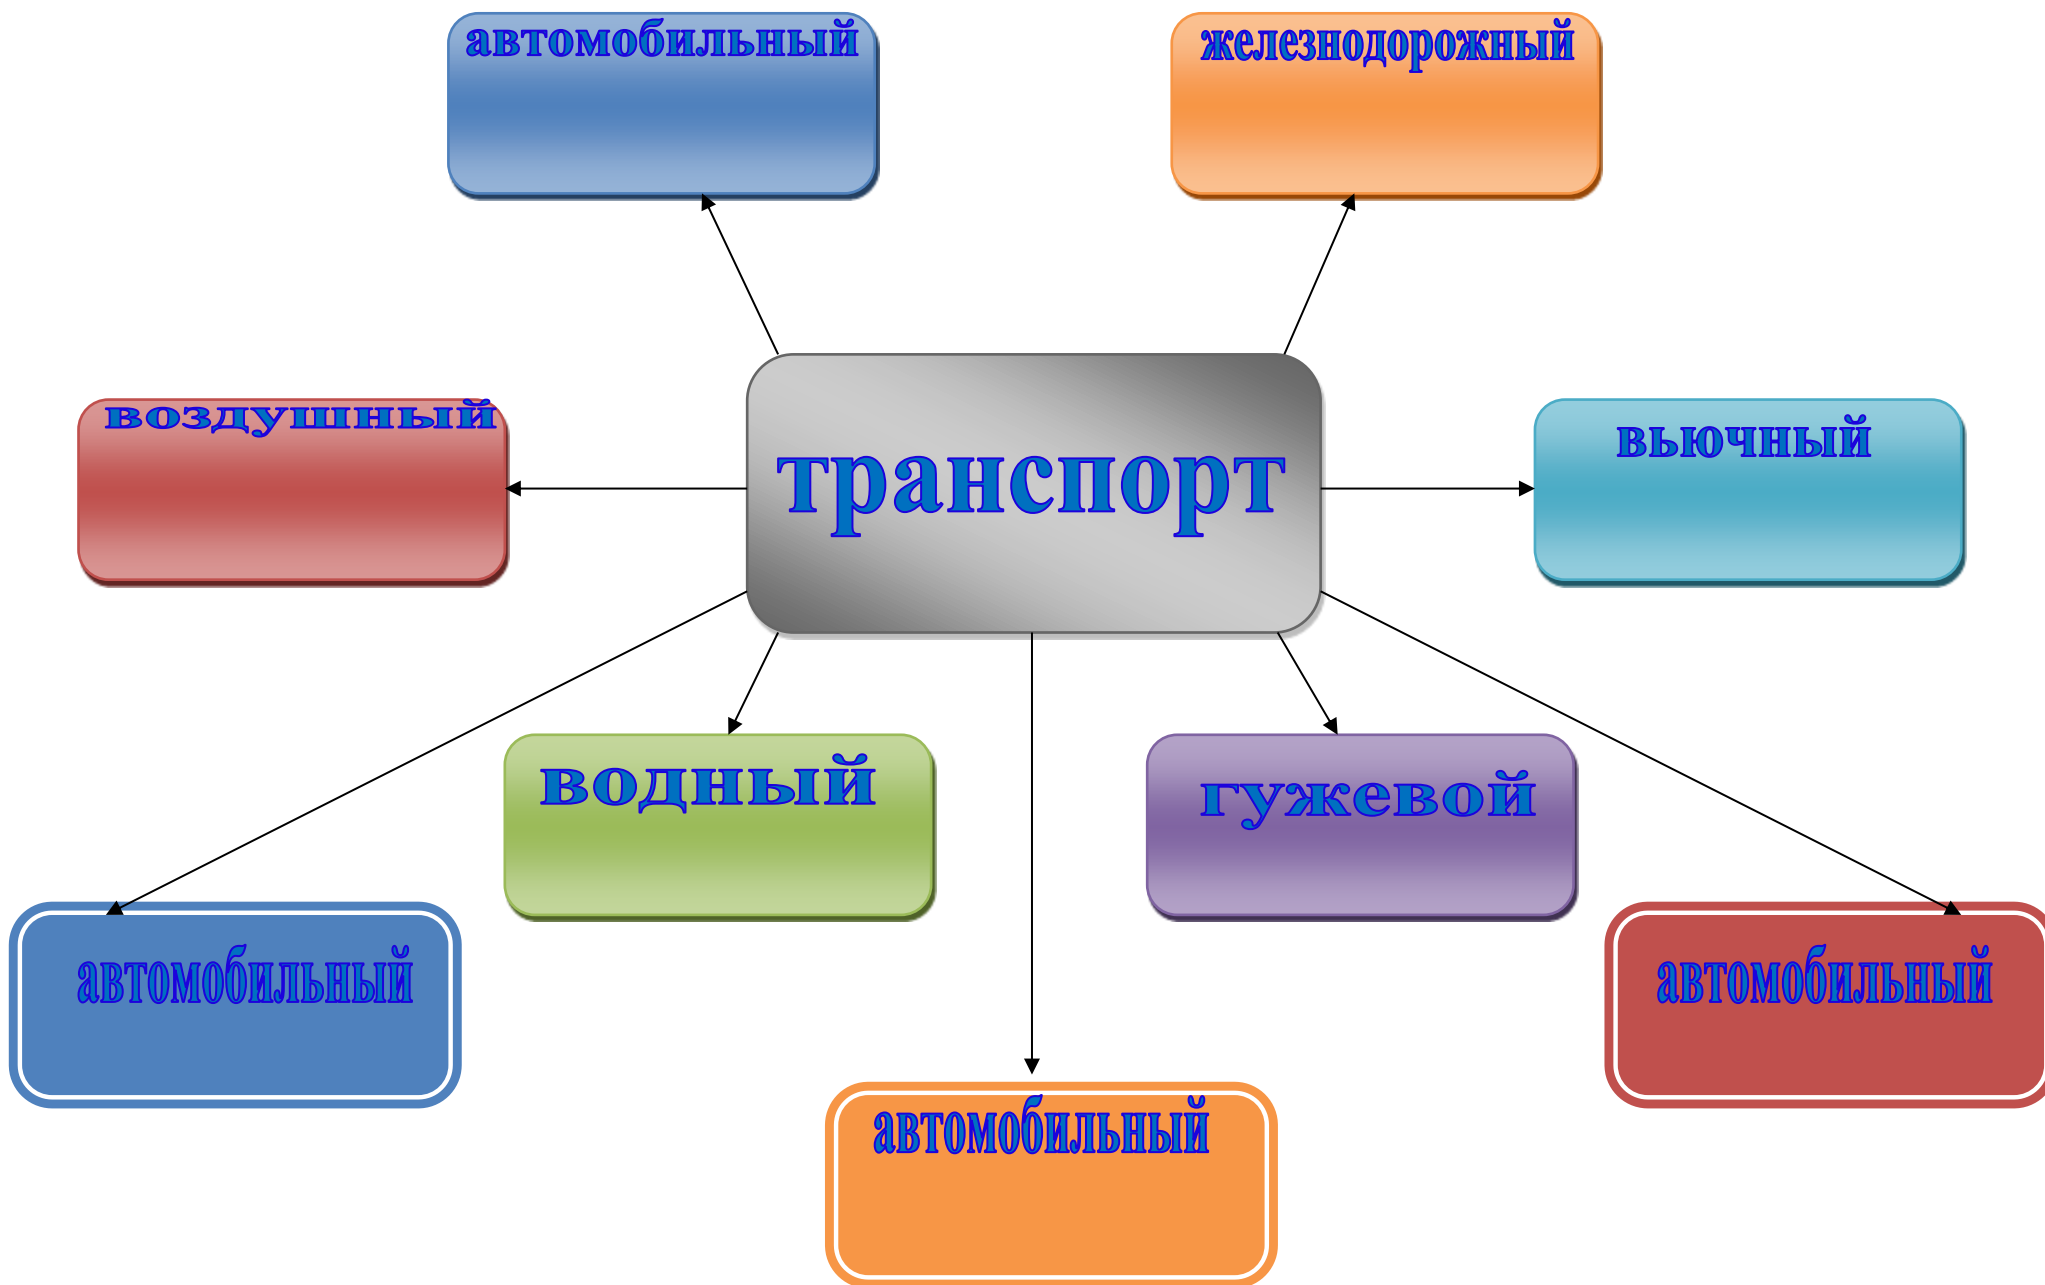 автомобильный
железнодорожный
воздушный
транспорт
вьючный
водный
гужевой
автомобильный
автомобильный
автомобильный